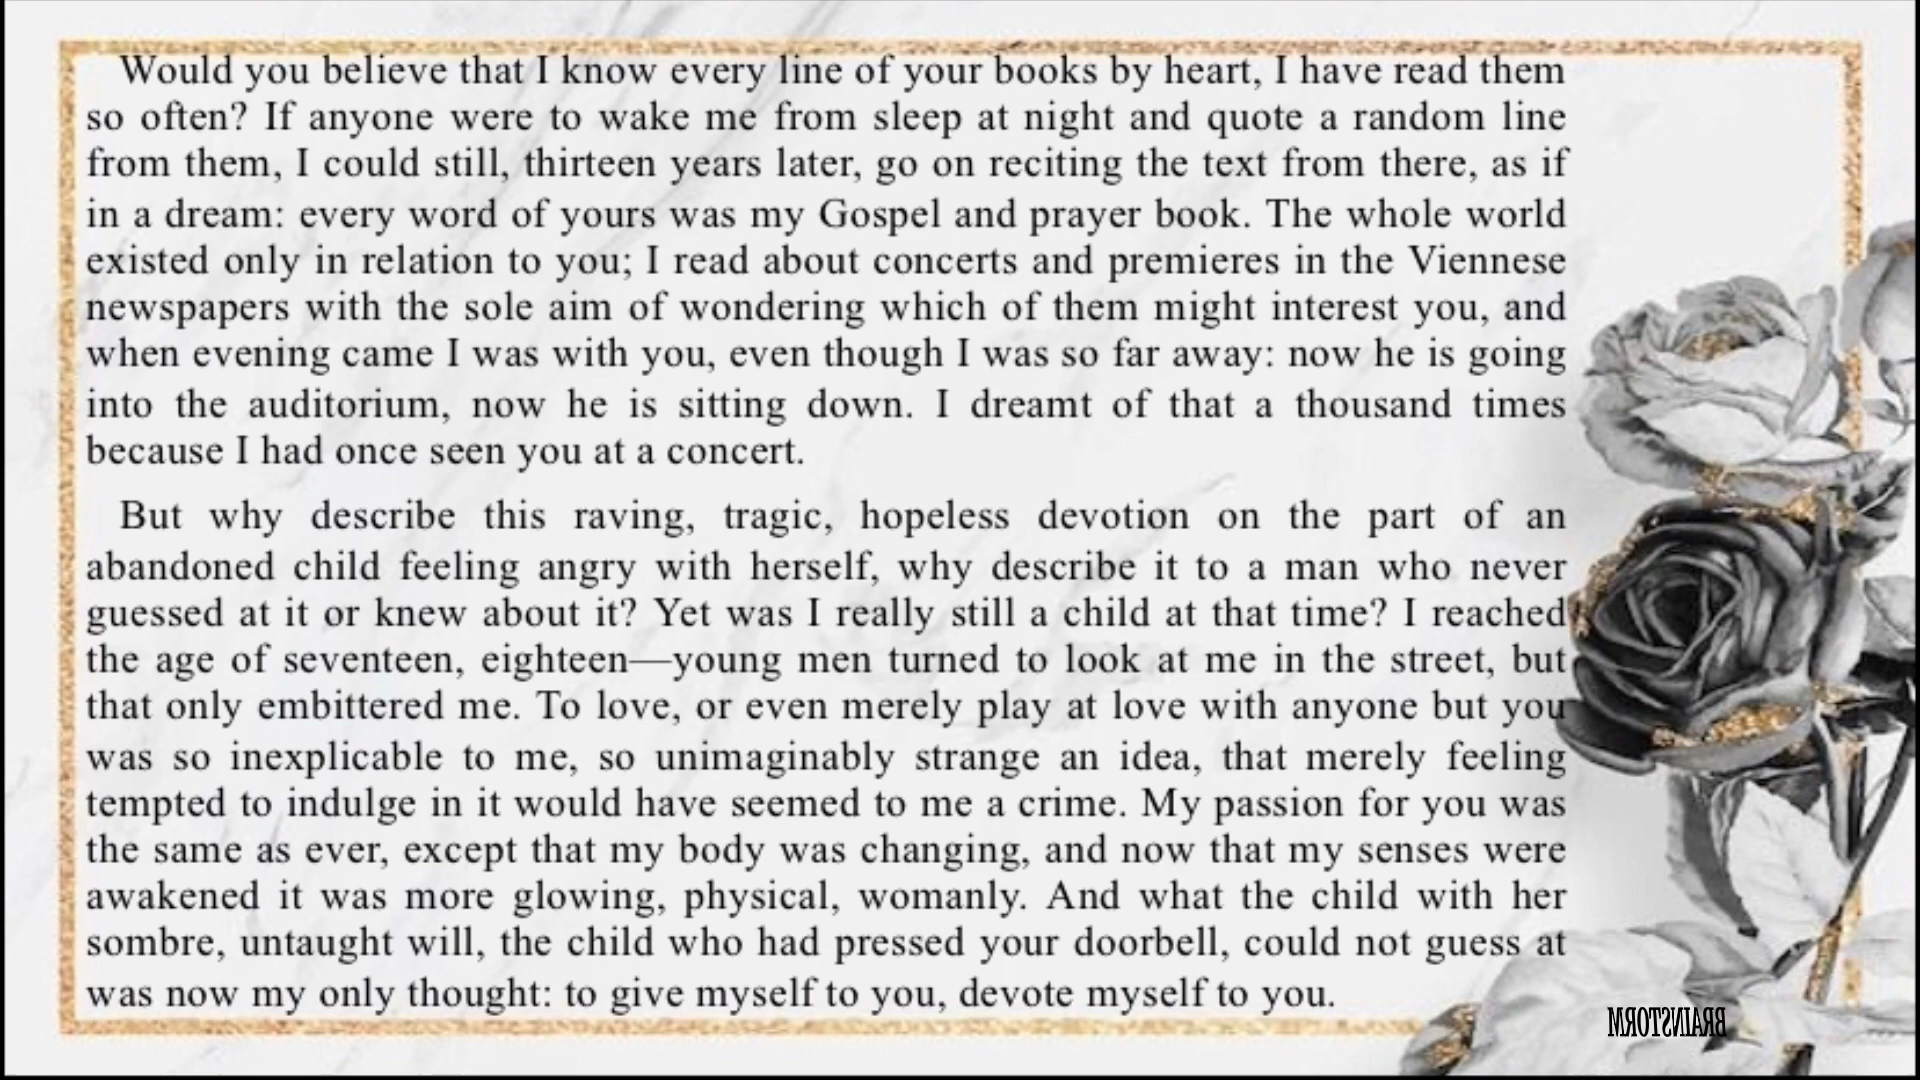 Would you believe that I know every line of your books by heart, I have read them
so often? If anyone were to wake me from sleep at night and quote a random line
from them, I could still, thirteen years later, go on reciting the text from there, as if
in a dream: every word of yours was my Gospel and prayer book. The whole world
existed only in relation to you; I read about concerts and premieres in the Viennese
newspapers with the sole aim of wondering which of them might interest you, and
when evening came I was with you, even though I was so far away: now he is going
into the auditorium, now he is sitting down. I dreamt of that a thousand times
because I had once seen you at a concert.
But why describe this raving, tragic, hopeless devotion on the part of an
abandoned child feeling angry with herself, why describe it to a man who never
guessed at it or knew about it? Yet was I really still a child at that time? I reached
the age of seventeen, eighteen—young men turned to look at me in the street, but
that only embittered me. To love, or even merely play at love with anyone but you
was so inexplicable to me, so unimaginably strange an idea, that merely feeling
tempted to indulge in it would have seemed to me a crime. My passion for you was
the same as ever, except that my body was changing, and now that my senses were
awakened it was more glowing, physical, womanly. And what the child with her
sombre, untaught will, the child who had pressed your doorbell, could not guess at
was now my only thought: to give myself to you, devote myself to you.
BRAINSTORM